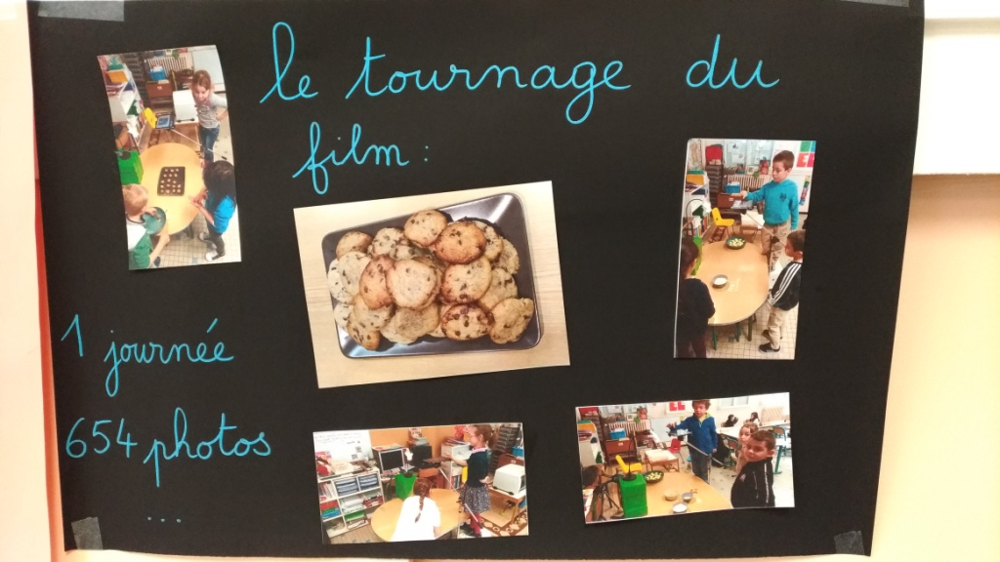 le tournage du
film :
1 journée
654 photos
...